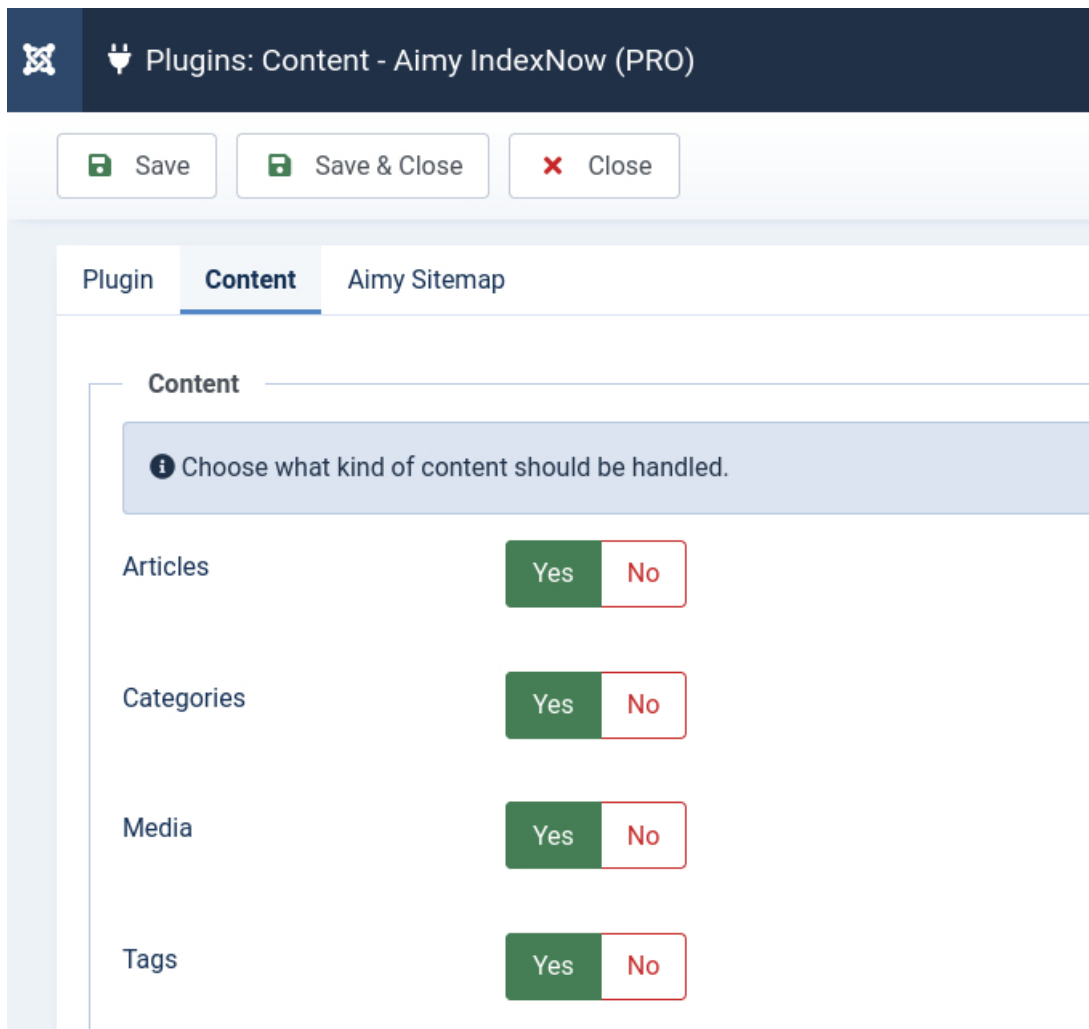 Plugins: Content - Aimy IndexNow (PRO)
Save Save & Close Close
Plugin Content Aimy Sitemap
Content
Choose what kind of content should be handled.
Articles Yes No
Categories Yes No
Media Yes No
Tags Yes No